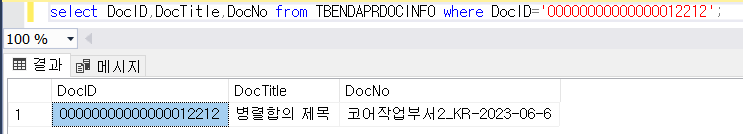 select DocID,DocTitle,DocNo from TBENDAPRDOCINFO where DocID='00000000000000012212';
100 %
결과 메시지
DocID DocTitle DocNo
1 00000000000000012212 병렬합의 제목 코어작업부서2_KR-2023-06-6